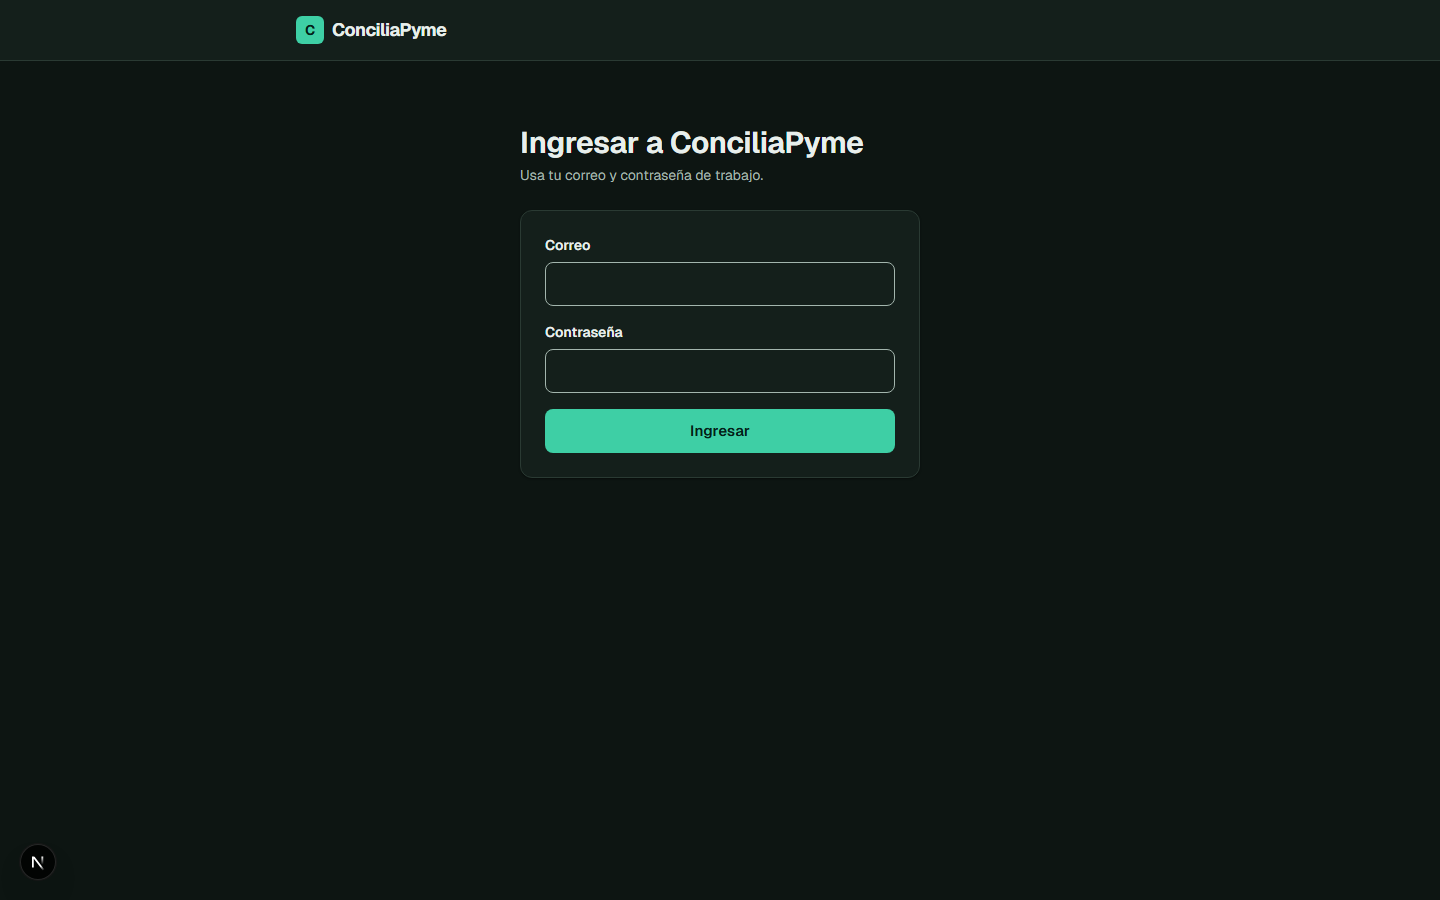 C ConciliaPyme
Ingresar a ConciliaPyme
Usa tu correo y contraseña de trabajo.
Correo
Contraseña
Ingresar
N